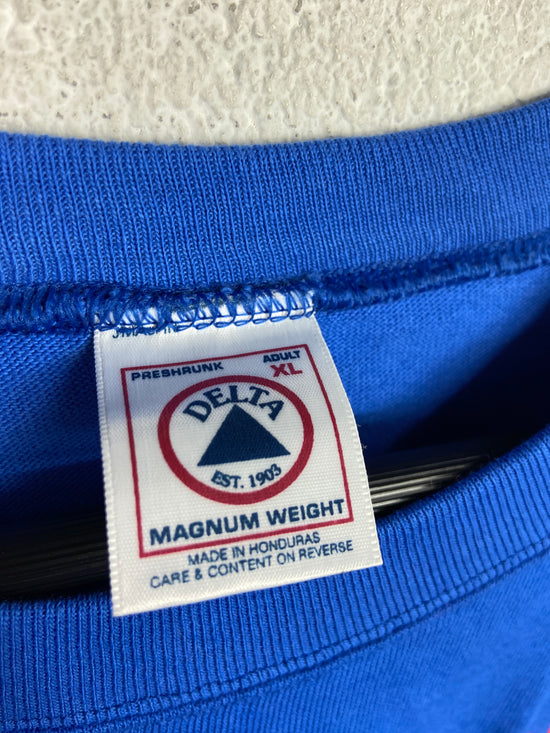 PRESHRUNK
ADULT
XL
DELTA
EST. 1903
MAGNUM WEIGHT
MADE IN HONDURAS
CARE & CONTENT ON REVERSE